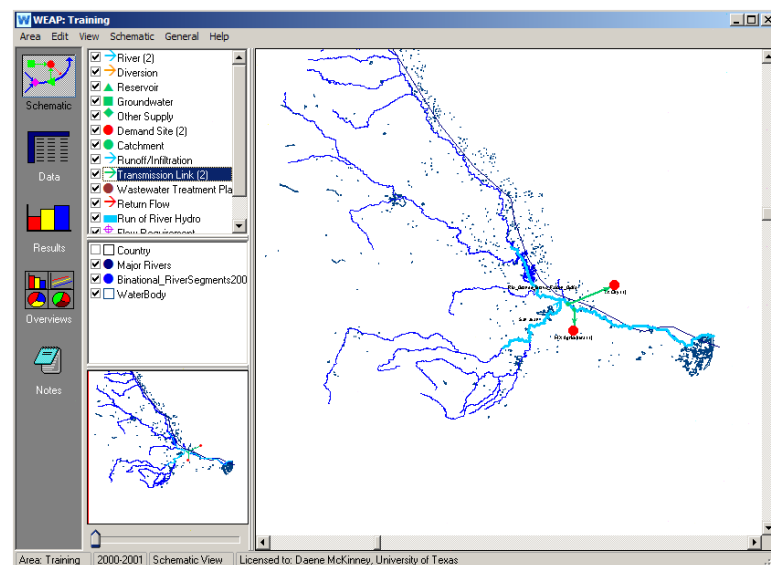 WEAP: Training
Area Edit View Schematic General Help
Schematic
Data
Results
Overviews
Notes
River (2)
Diversion
Reservoir
Groundwater
Other Supply
Demand Site (2)
Catchment
Runoff/Infiltration
Transmission Link (2)
Wastewater Treatment Pla
Return Flow
Run of River Hydro
Flow Requirement
Country
Major Rivers
Binational_RiverSegments200
WaterBody
Area: Training 2000-2001 Schematic View Licensed to: Daene McKinney, University of Texas